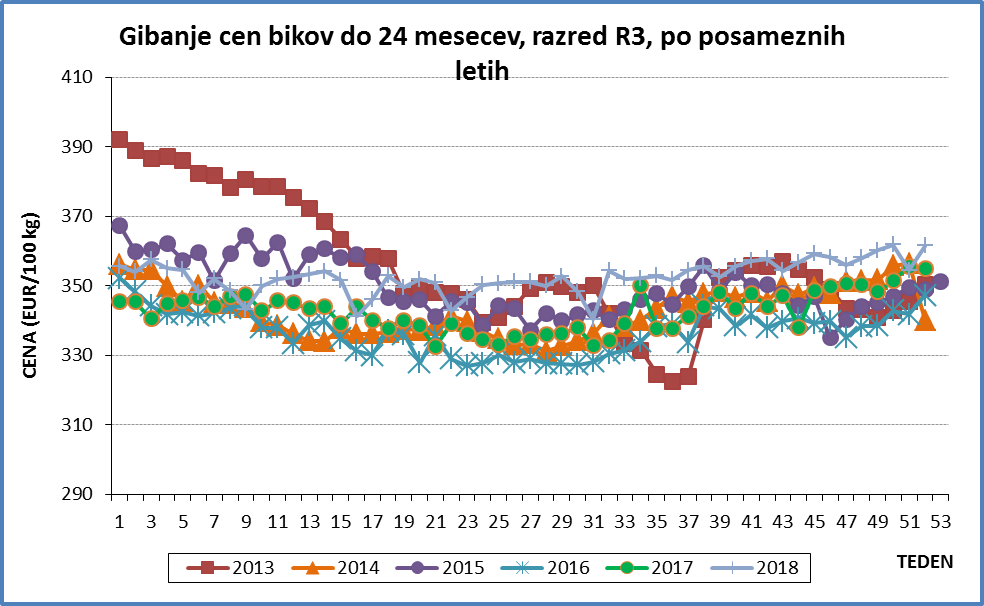 Gibanje cen bikov do 24 mesecev, razred R3, po posameznih
letih
CENA (EUR/100 kg)
410
390
370
350
330
310
290
1 3 5 7 9 11 13 15 17 19 21 23 25 27 29 31 33 35 37 39 41 43 45 47 49 51 53
TEDEN
2013 2014 2015 2016 2017 2018